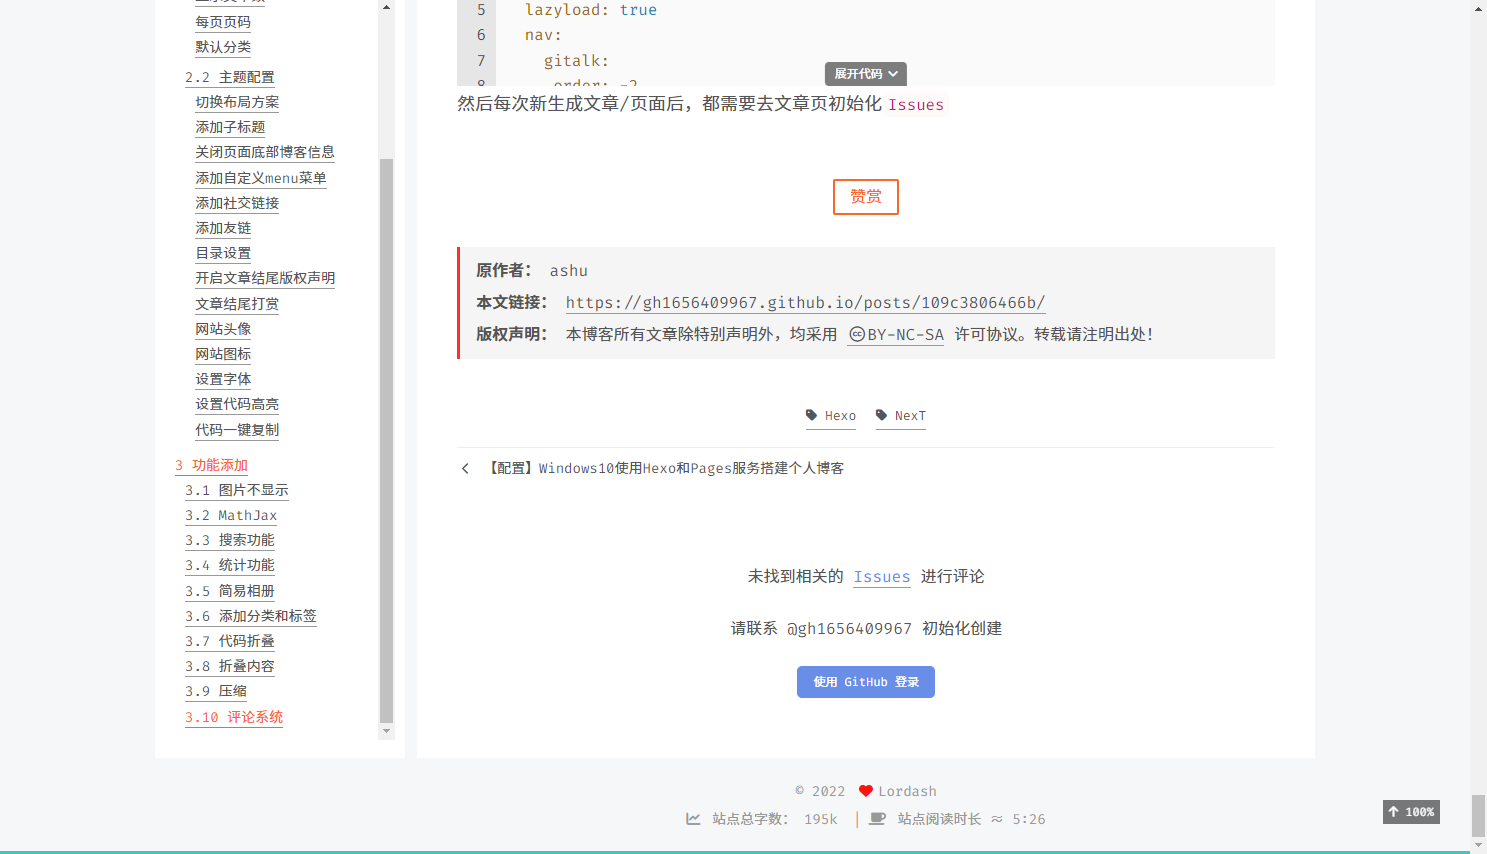 每页页码
默认分类
2.2 主题配置
切换布局方案
添加子标题
关闭页面底部博客信息
添加自定义menu菜单
添加社交链接
添加友链
目录设置
开启文章结尾版权声明
文章结尾打赏
网站头像
网站图标
设置字体
设置代码高亮
代码一键复制
3 功能添加
3.1 图片不显示
3.2 MathJax
3.3 搜索功能
3.4 统计功能
3.5 简易相册
3.6 添加分类和标签
3.7 代码折叠
3.8 折叠内容
3.9 压缩
3.10 评论系统
5 lazyload: true
6 nav:
7 gitalk:
8 order: -2
展开代码
然后每次新生成文章/页面后，都需要去文章页初始化 Issues
赞赏
原作者： ashu
本文链接： https://gh1656409967.github.io/posts/109c3806466b/
版权声明： 本博客所有文章除特别声明外，均采用 BY-NC-SA 许可协议。转载请注明出处！
Hexo NexT
【配置】Windows10使用Hexo和Pages服务搭建个人博客
未找到相关的 Issues 进行评论
请联系 @gh1656409967 初始化创建
使用 GitHub 登录
© 2022 Lordash
站点总字数： 195k | 站点阅读时长 ≈ 5:26
100%